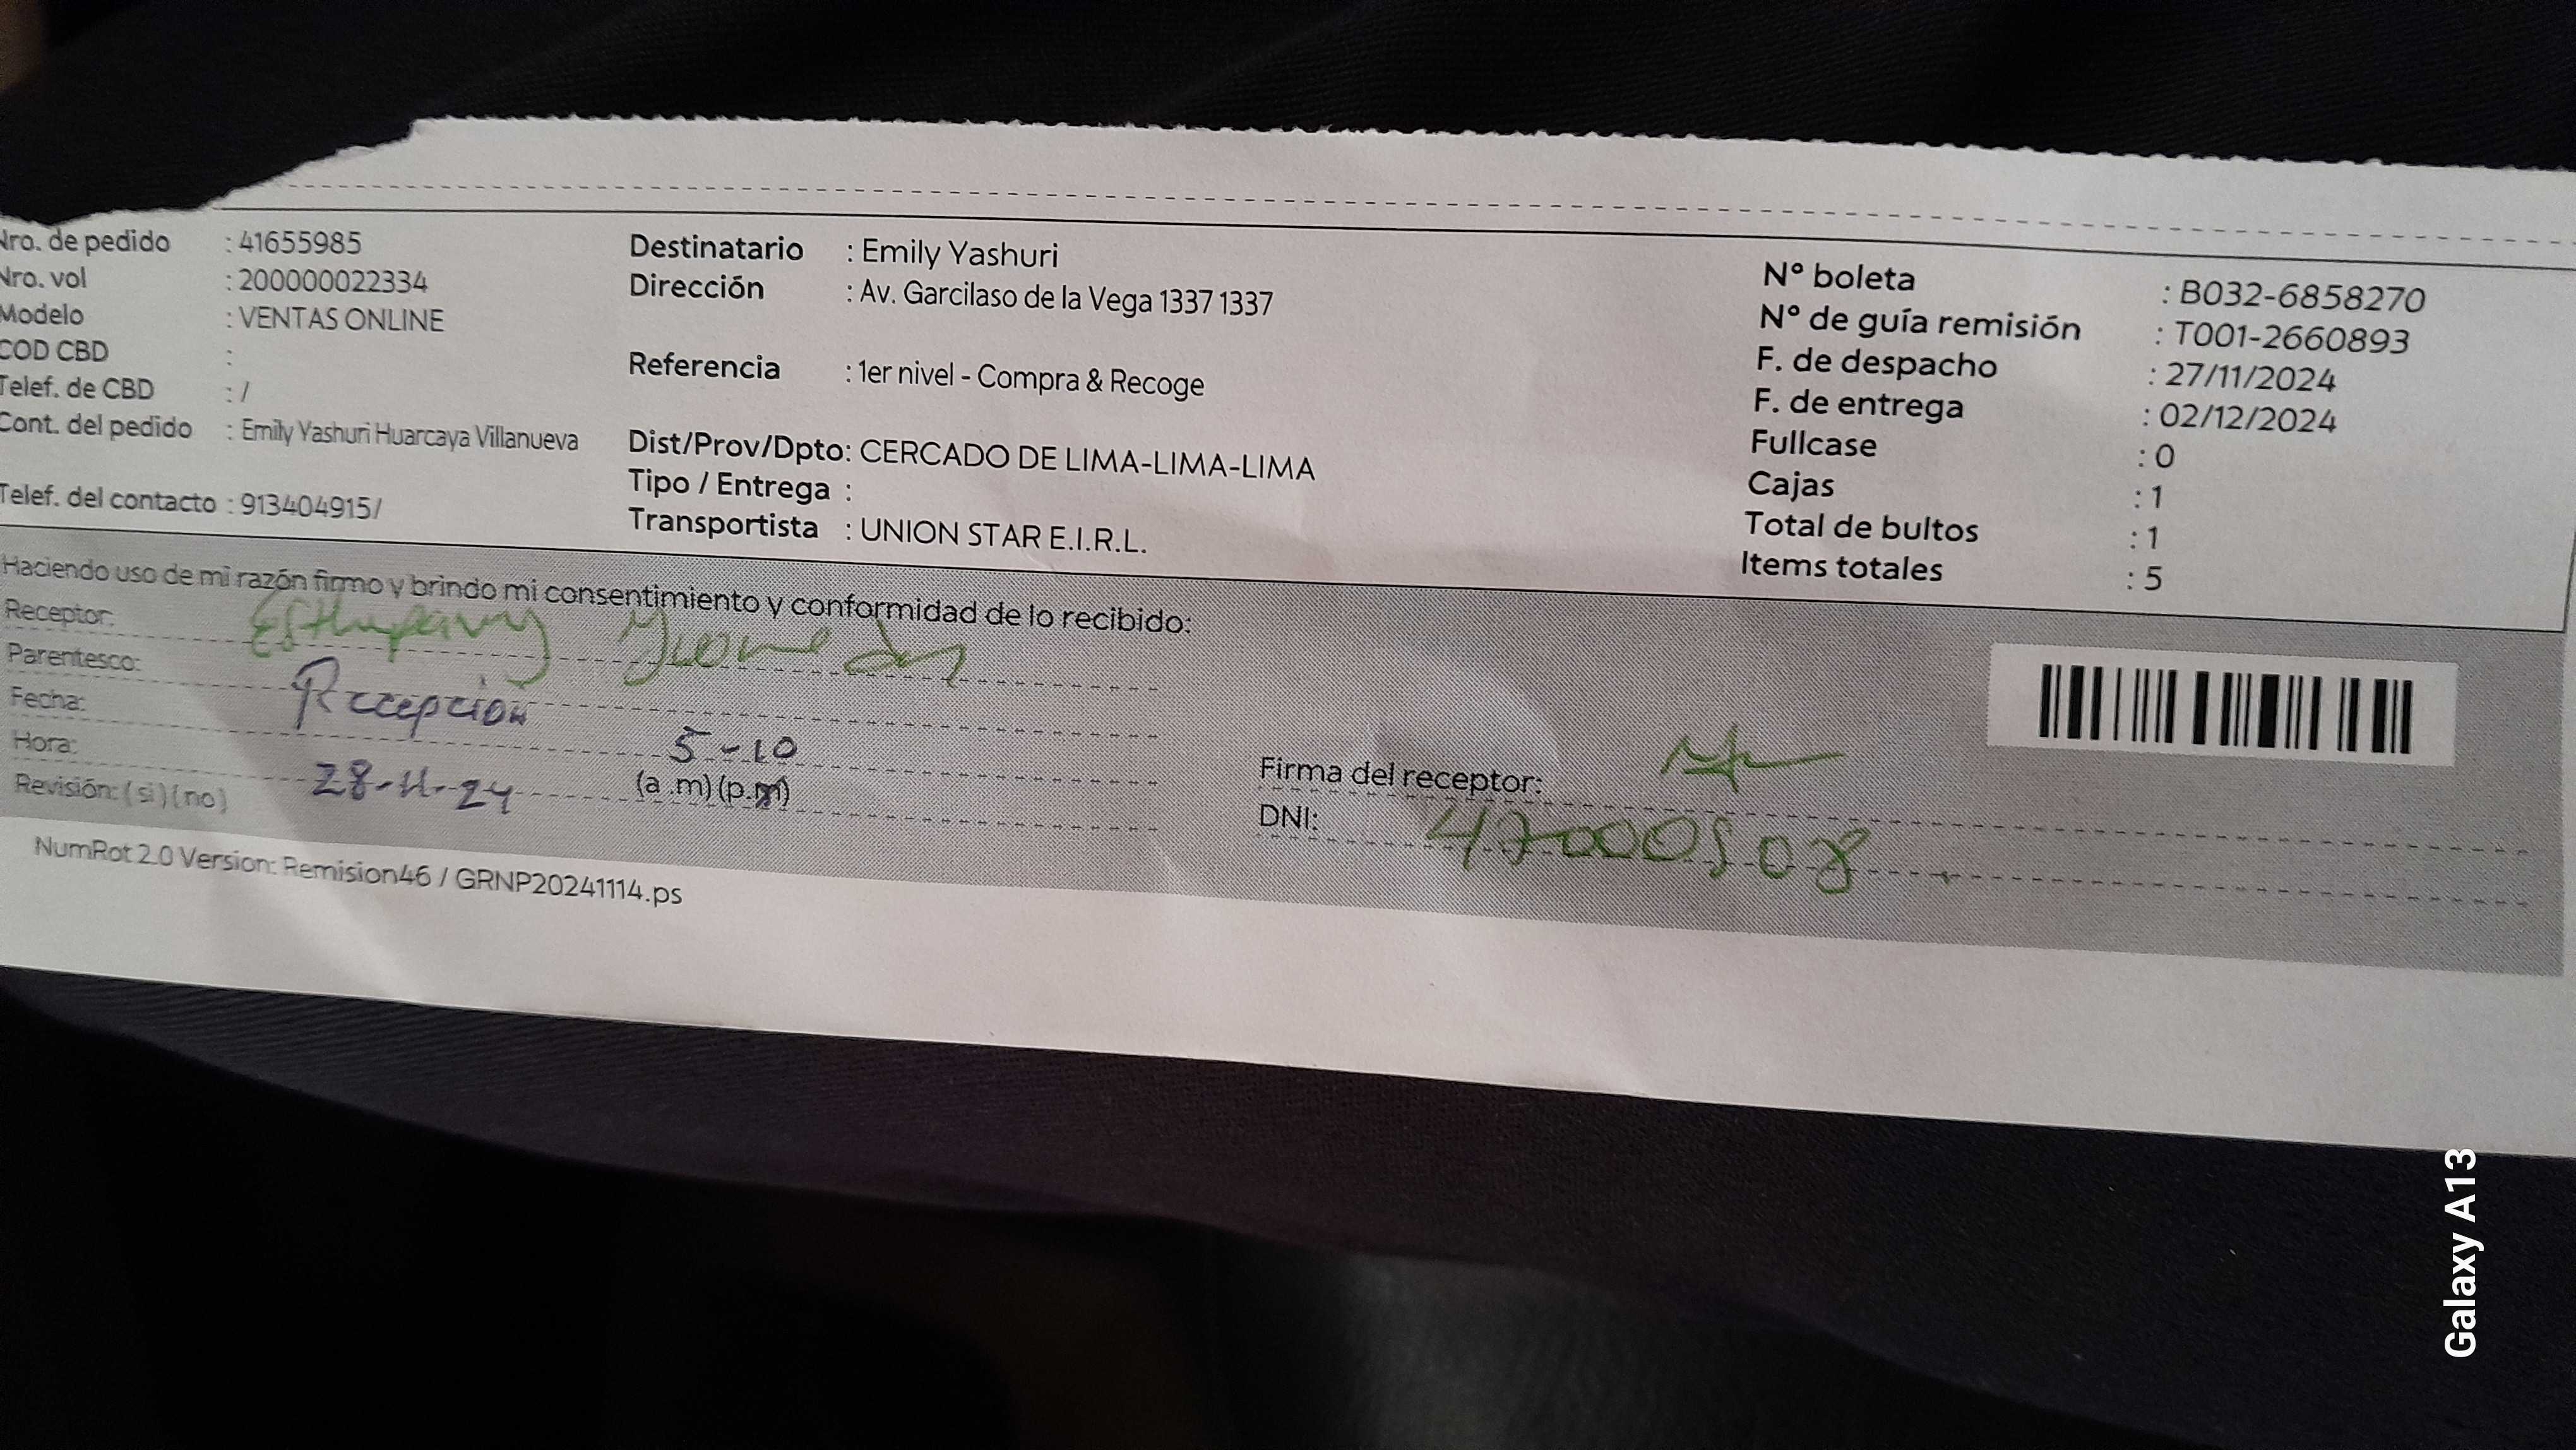 Nro. de pedido : 41655985
Nro. vol : 200000022334
Modelo : VENTAS ONLINE
COD CBD :
Telef. de CBD : /
Cont. del pedido : Emily Yashuri Huarcaya Villanueva
Telef. del contacto : 913404915/
Destinatario : Emily Yashuri
Dirección : Av. Garcilaso de la Vega 1337 1337
Referencia : 1er nivel - Compra & Recoge
Dist/Prov/Dpto: CERCADO DE LIMA-LIMA-LIMA
Tipo / Entrega :
Transportista : UNION STAR E.I.R.L.
N° boleta : B032-6858270
N° de guía remisión : T001-2660893
F. de despacho : 27/11/2024
F. de entrega : 02/12/2024
Fullcase : 0
Cajas : 1
Total de bultos : 1
Items totales : 5
Haciendo uso de mi razón firmo y brindo mi consentimiento y conformidad de lo recibido:
Receptor:
Parentesco: Recepción
Fecha:
Hora: 28-11-24 5-10
Revisión: (si) (no) (a .m) (p.m)
Firma del receptor:
DNI: 47000508
NumRot 2.0 Version: Remision46 / GRNP20241114.ps
Galaxy A13